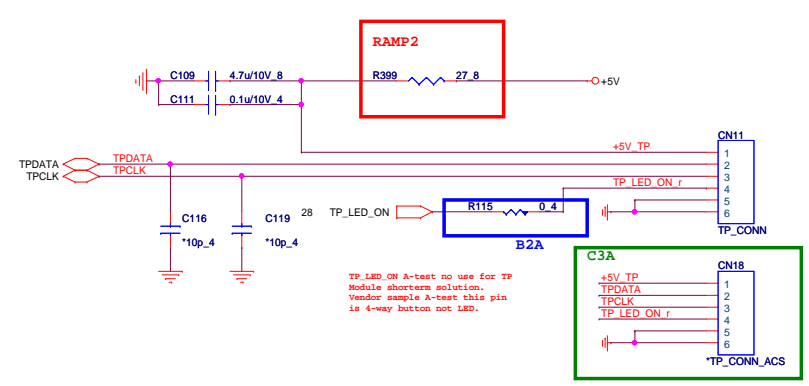 RAMP2
C109 4.7u/10V_8 R399 27_8 +5V
C111 0.1u/10V_4
CN11
+5V_TP 1
TPDATA TPDATA 2
TPCLK TPCLK 3
TP_LED_ON_r 4
5
28 TP_LED_ON R115 0_4 6
C116 C119 TP_CONN
*10p_4 *10p_4 B2A
C3A
CN18
TP_LED_ON A-test no use for TP
Module shorterm solution.
Vendor sample A-test this pin
is 4-way button not LED.
+5V_TP 1
TPDATA 2
TPCLK 3
TP_LED_ON_r 4
5
6
*TP_CONN_ACS